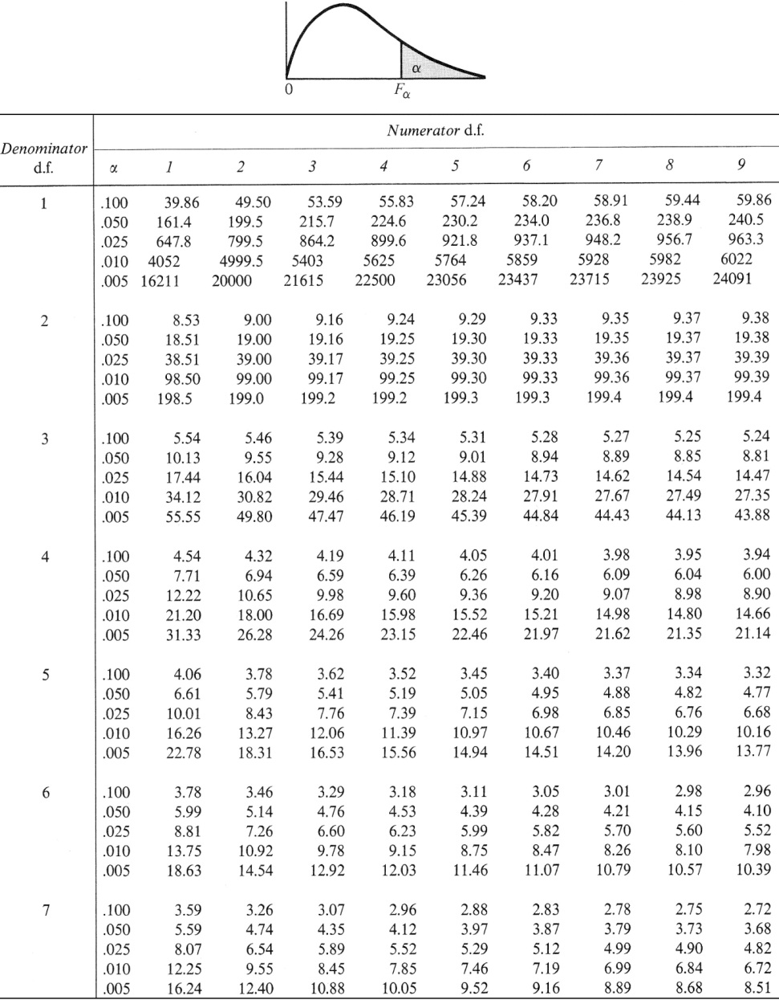 α
0 Fα
Numerator d.f.
Denominator
d.f. α 1 2 3 4 5 6 7 8 9
1 .100 39.86 49.50 53.59 55.83 57.24 58.20 58.91 59.44 59.86
.050 161.4 199.5 215.7 224.6 230.2 234.0 236.8 238.9 240.5
.025 647.8 799.5 864.2 899.6 921.8 937.1 948.2 956.7 963.3
.010 4052 4999.5 5403 5625 5764 5859 5928 5982 6022
.005 16211 20000 21615 22500 23056 23437 23715 23925 24091
2 .100 8.53 9.00 9.16 9.24 9.29 9.33 9.35 9.37 9.38
.050 18.51 19.00 19.16 19.25 19.30 19.33 19.35 19.37 19.38
.025 38.51 39.00 39.17 39.25 39.30 39.33 39.36 39.37 39.39
.010 98.50 99.00 99.17 99.25 99.30 99.33 99.36 99.37 99.39
.005 198.5 199.0 199.2 199.2 199.3 199.3 199.4 199.4 199.4
3 .100 5.54 5.46 5.39 5.34 5.31 5.28 5.27 5.25 5.24
.050 10.13 9.55 9.28 9.12 9.01 8.94 8.89 8.85 8.81
.025 17.44 16.04 15.44 15.10 14.88 14.73 14.62 14.54 14.47
.010 34.12 30.82 29.46 28.71 28.24 27.91 27.67 27.49 27.35
.005 55.55 49.80 47.47 46.19 45.39 44.84 44.43 44.13 43.88
4 .100 4.54 4.32 4.19 4.11 4.05 4.01 3.98 3.95 3.94
.050 7.71 6.94 6.59 6.39 6.26 6.16 6.09 6.04 6.00
.025 12.22 10.65 9.98 9.60 9.36 9.20 9.07 8.98 8.90
.010 21.20 18.00 16.69 15.98 15.52 15.21 14.98 14.80 14.66
.005 31.33 26.28 24.26 23.15 22.46 21.97 21.62 21.35 21.14
5 .100 4.06 3.78 3.62 3.52 3.45 3.40 3.37 3.34 3.32
.050 6.61 5.79 5.41 5.19 5.05 4.95 4.88 4.82 4.77
.025 10.01 8.43 7.76 7.39 7.15 6.98 6.85 6.76 6.68
.010 16.26 13.27 12.06 11.39 10.97 10.67 10.46 10.29 10.16
.005 22.78 18.31 16.53 15.56 14.94 14.51 14.20 13.96 13.77
6 .100 3.78 3.46 3.29 3.18 3.11 3.05 3.01 2.98 2.96
.050 5.99 5.14 4.76 4.53 4.39 4.28 4.21 4.15 4.10
.025 8.81 7.26 6.60 6.23 5.99 5.82 5.70 5.60 5.52
.010 13.75 10.92 9.78 9.15 8.75 8.47 8.26 8.10 7.98
.005 18.63 14.54 12.92 12.03 11.46 11.07 10.79 10.57 10.39
7 .100 3.59 3.26 3.07 2.96 2.88 2.83 2.78 2.75 2.72
.050 5.59 4.74 4.35 4.12 3.97 3.87 3.79 3.73 3.68
.025 8.07 6.54 5.89 5.52 5.29 5.12 4.99 4.90 4.82
.010 12.25 9.55 8.45 7.85 7.46 7.19 6.99 6.84 6.72
.005 16.24 12.40 10.88 10.05 9.52 9.16 8.89 8.68 8.51